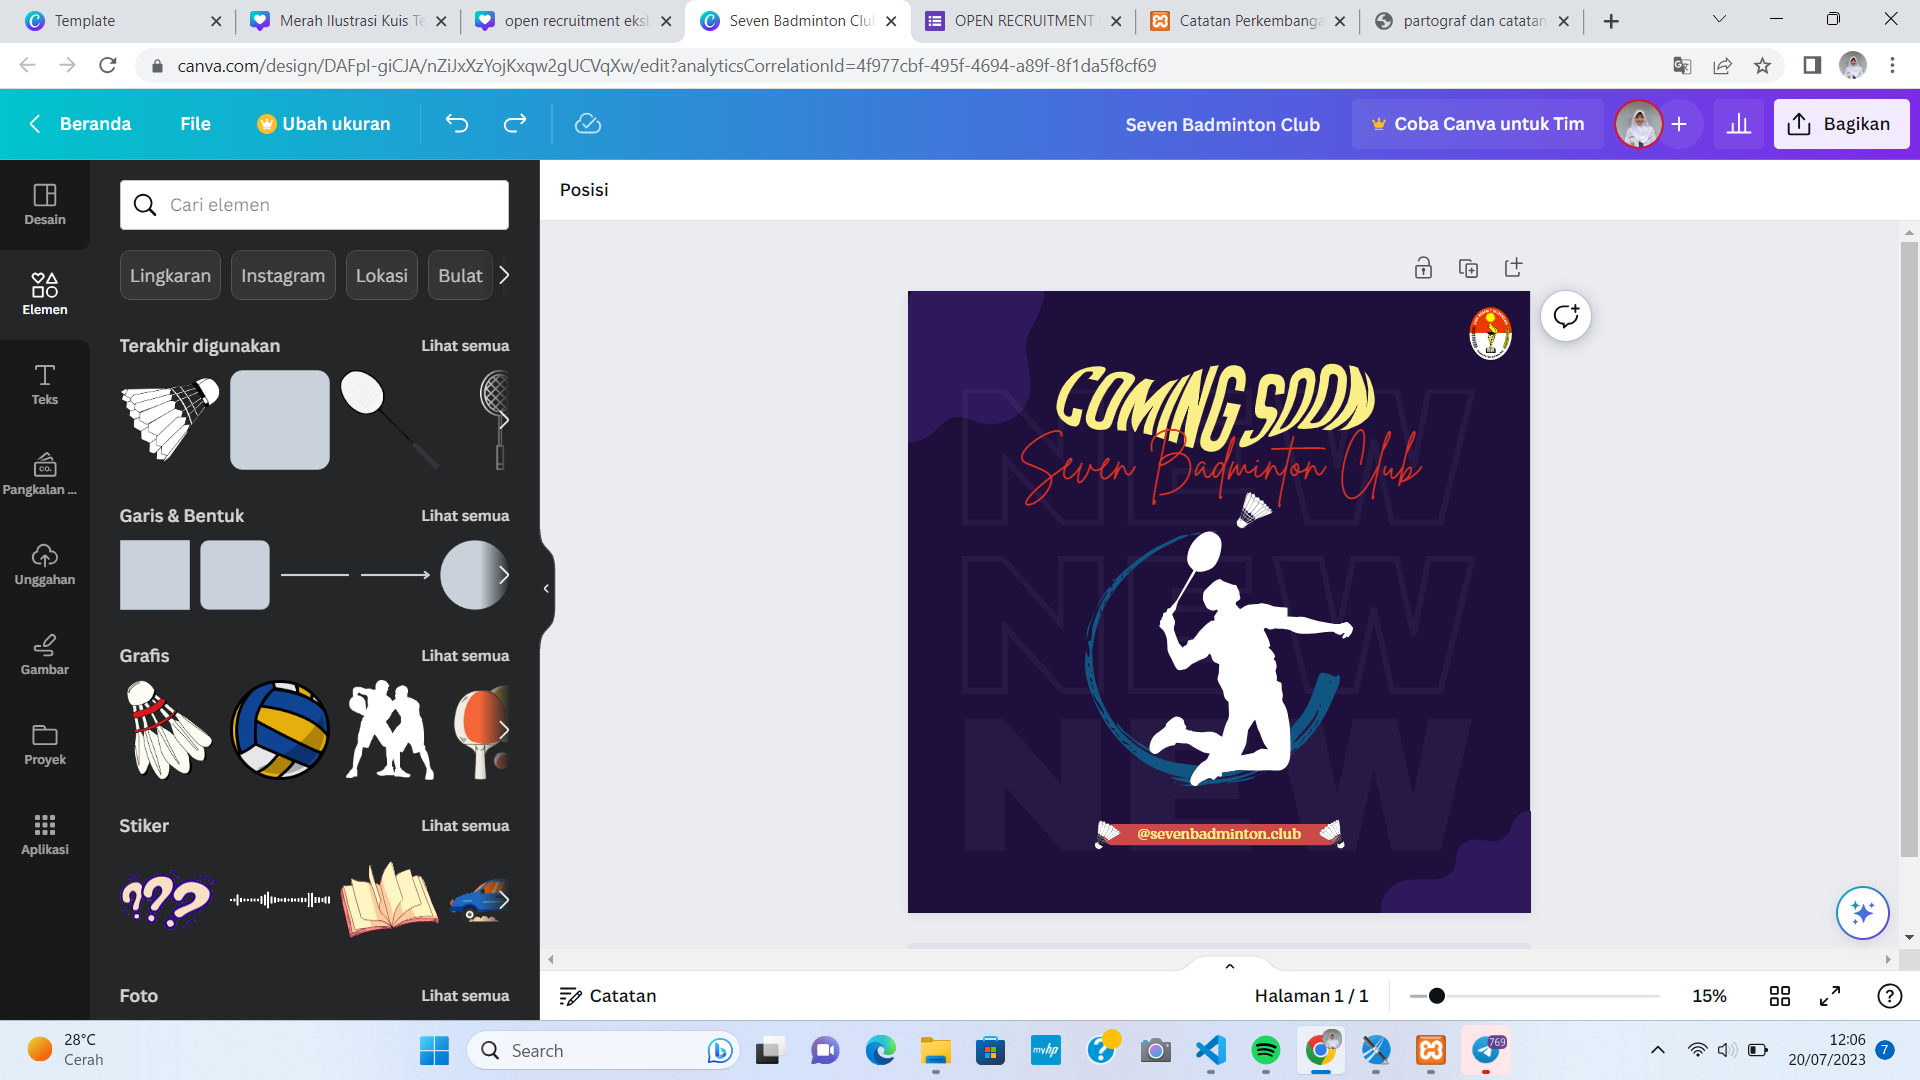 Template
Merah Ilustrasi Kuis Te
open recruitment eksk
Seven Badminton Clu
OPEN RECRUITMENT
Catatan Perkembanga
partograf dan catatan
canva.com/design/DAFpI-giCJA/nZiJxXzYojKxqw2gUCVqXw/edit?analyticsCorrelationId=4f977cbf-495f-4694-a89f-8f1da5f8cf69
Beranda
File
Ubah ukuran
Seven Badminton Club
Coba Canva untuk Tim
Bagikan
Desain
Elemen
Teks
CO.
Pangkalan ...
Unggahan
Gambar
Proyek
Aplikasi
Cari elemen
Lingkaran
Instagram
Lokasi
Bulat
Terakhir digunakan
Lihat semua
Garis & Bentuk
Lihat semua
Grafis
Lihat semua
Stiker
Lihat semua
???
Foto
Lihat semua
Posisi
COMING SOON
Seven Badminton Club
NEW
NEW
NEW
@sevenbadminton.club
Catatan
Halaman 1 / 1
15%
28°C
Cerah
Search
myhp
769
12:06
20/07/2023
7